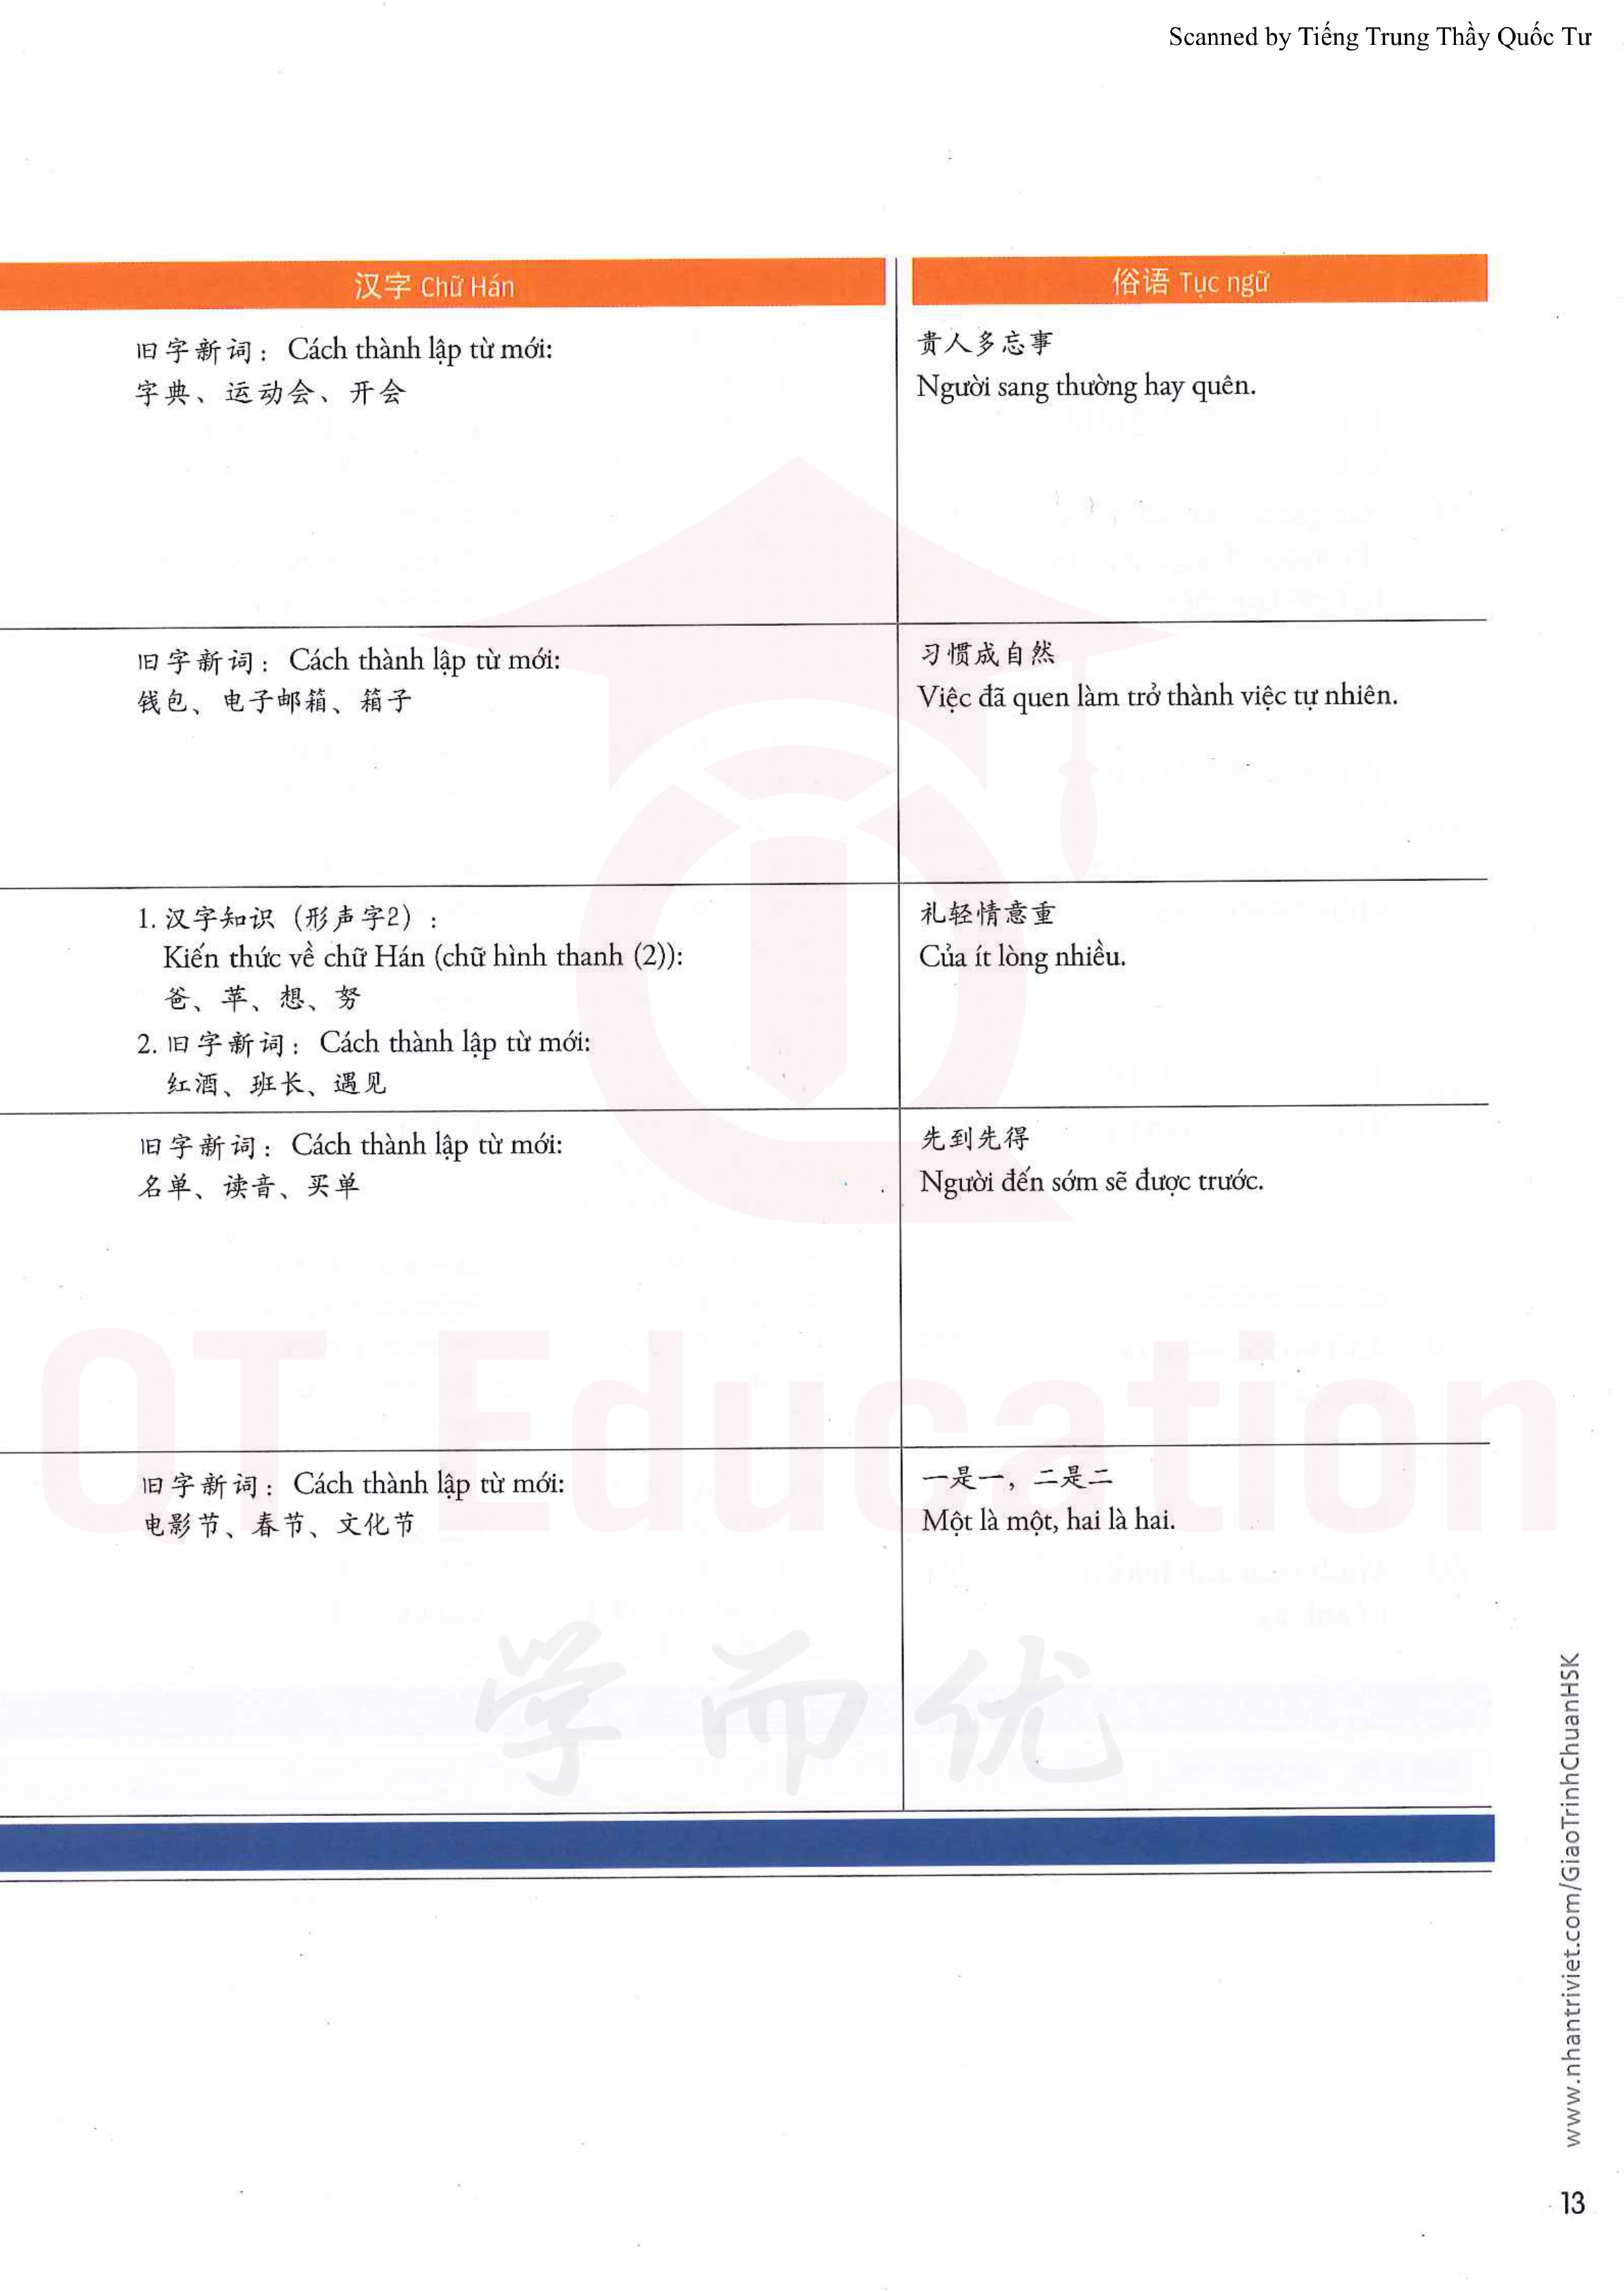 Scanned by Tiếng Trung Thầy Quốc Tư
汉字 Chữ Hán
俗语 Tục ngữ
旧字新词： Cách thành lập từ mới:
字典、运动会、开会
贵人多忘事
Người sang thường hay quên.
旧字新词： Cách thành lập từ mới:
钱包、电子邮箱、箱子
习惯成自然
Việc đã quen làm trở thành việc tự nhiên.
1. 汉字知识（形声字2）：
Kiến thức về chữ Hán (chữ hình thanh (2)):
爸、苹、想、努
2. 旧字新词： Cách thành lập từ mới:
红酒、班长、遇见
礼轻情意重
Của ít lòng nhiều.
旧字新词： Cách thành lập từ mới:
名单、读音、买单
先到先得
Người đến sớm sẽ được trước.
旧字新词： Cách thành lập từ mới:
电影节、春节、文化节
一是一，二是二
Một là một, hai là hai.
QT Education
学而优
www.nhantriviet.com/GiaoTrinhChuanHSK
13